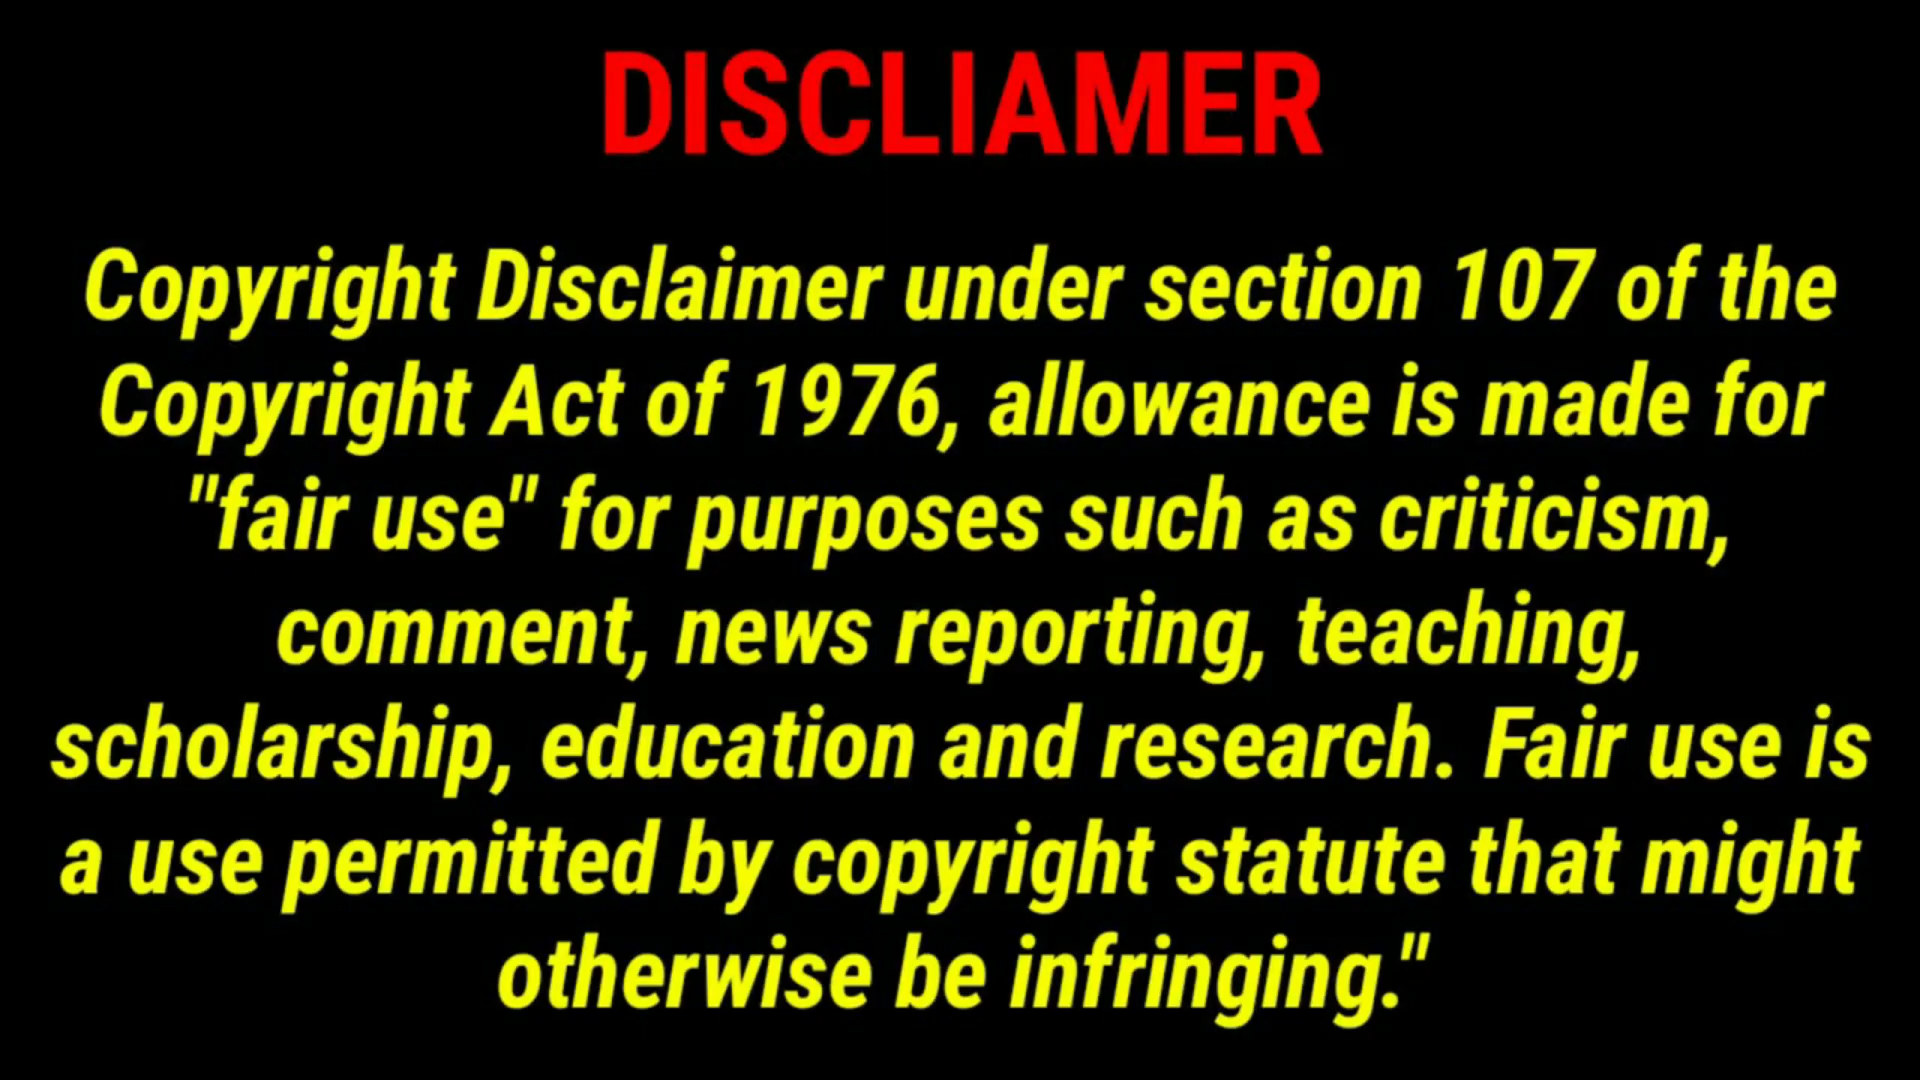 DISCLIAMER
Copyright Disclaimer under section 107 of the
Copyright Act of 1976, allowance is made for
"fair use" for purposes such as criticism,
comment, news reporting, teaching,
scholarship, education and research. Fair use is
a use permitted by copyright statute that might
otherwise be infringing."